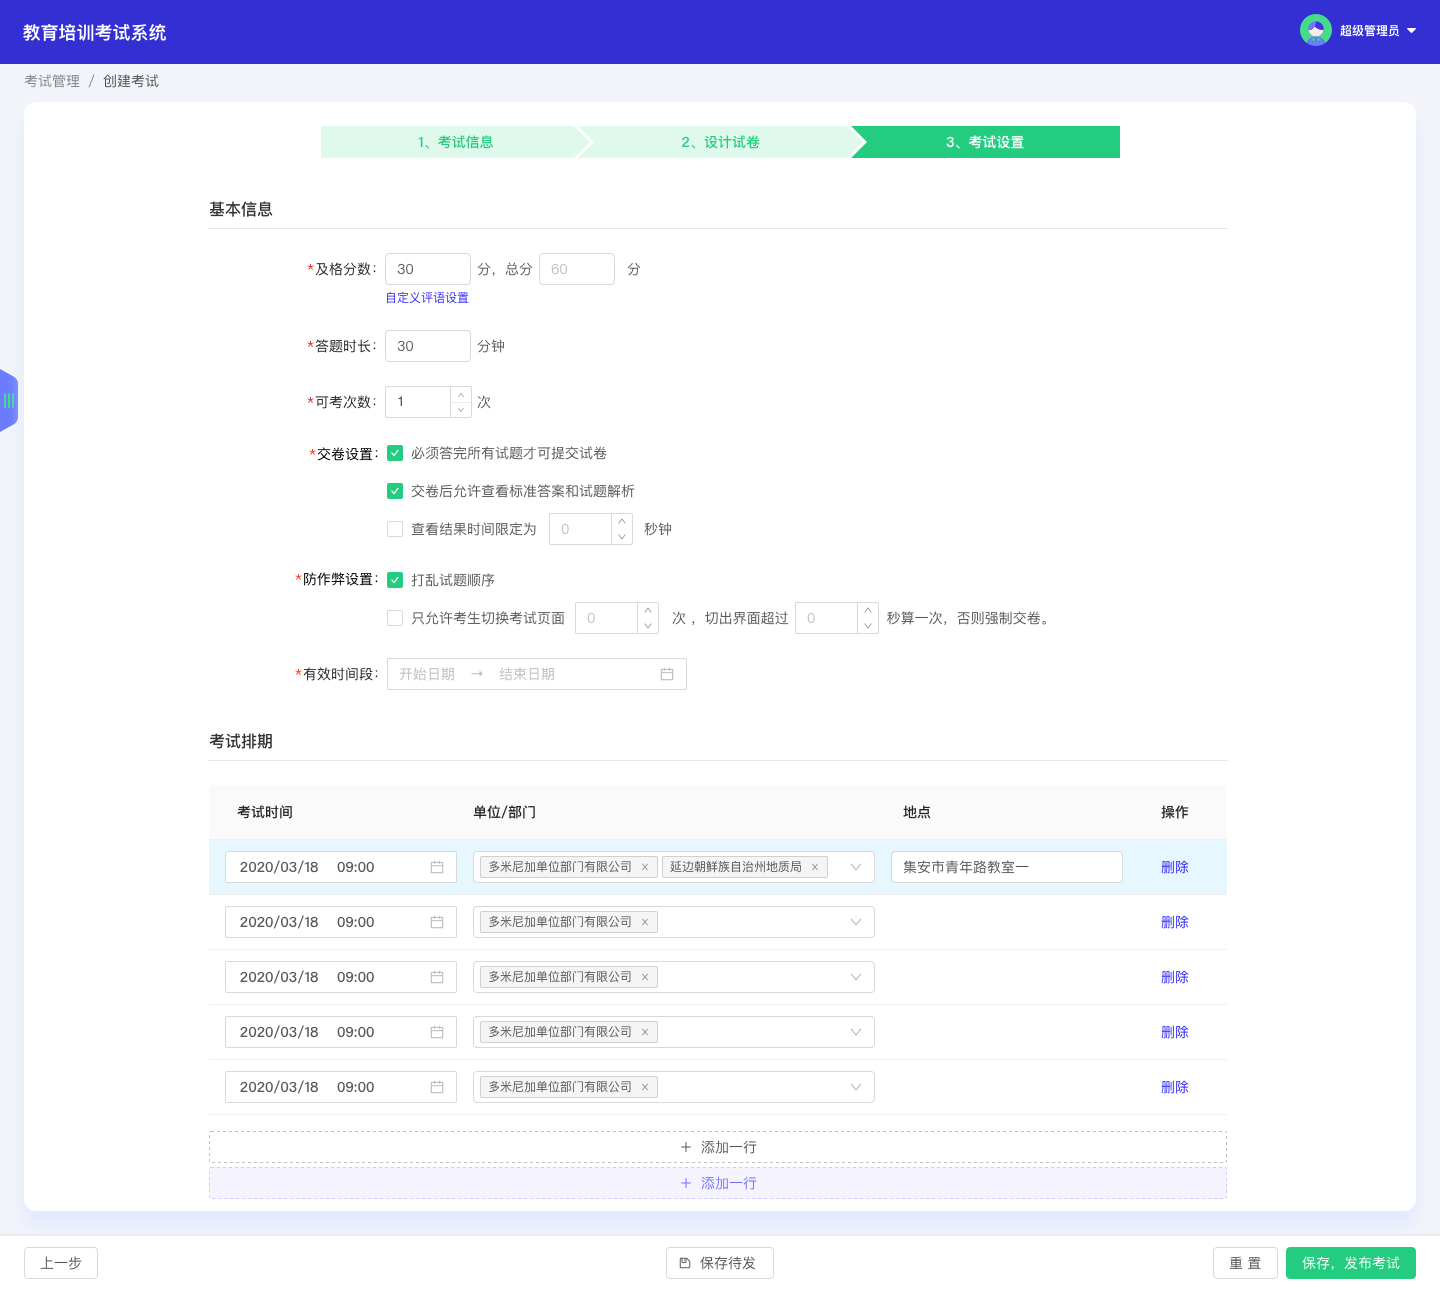 教育培训考试系统
超级管理员
考试管理 / 创建考试
1、考试信息
2、设计试卷
3、考试设置
基本信息
*及格分数: 30 分，总分 60 分
自定义评语设置
*答题时长: 30 分钟
*可考次数: 1 次
*交卷设置: 必须答完所有试题才可提交试卷
交卷后允许查看标准答案和试题解析
查看结果时间限定为 0 秒钟
*防作弊设置: 打乱试题顺序
只允许考生切换考试页面 0 次 ，切出界面超过 0 秒算一次，否则强制交卷。
*有效时间段: 开始日期 → 结束日期
考试排期
考试时间 单位/部门 地点 操作
2020/03/18 09:00 多米尼加单位部门有限公司 × 延边朝鲜族自治州地质局 × 集安市青年路教室一 删除
2020/03/18 09:00 多米尼加单位部门有限公司 × 删除
2020/03/18 09:00 多米尼加单位部门有限公司 × 删除
2020/03/18 09:00 多米尼加单位部门有限公司 × 删除
2020/03/18 09:00 多米尼加单位部门有限公司 × 删除
+ 添加一行
+ 添加一行
上一步
保存待发
重 置
保存，发布考试